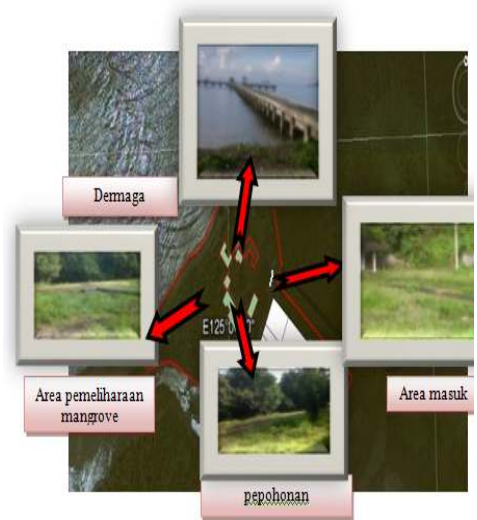 Dermaga
Area pemeliharaan
mangrove
Area masuk
pepohonan